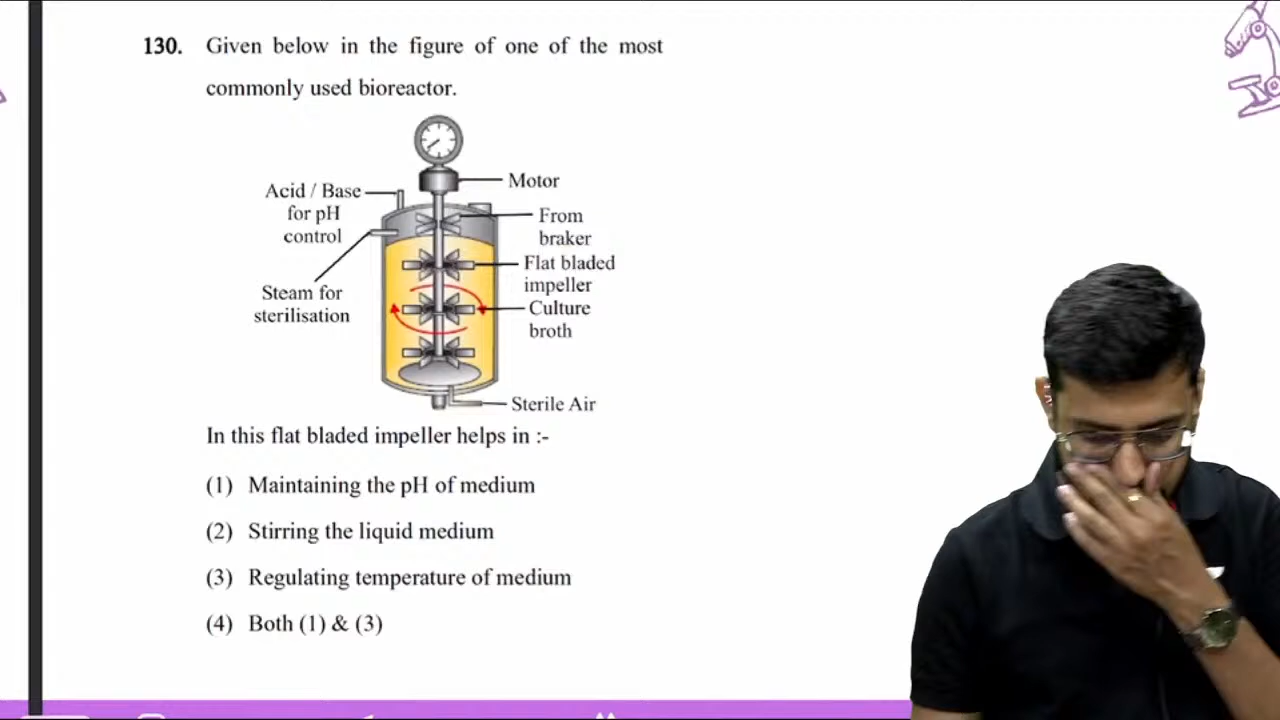 130. Given below in the figure of one of the most
commonly used bioreactor.
Motor
Acid / Base
for pH
control
From
braker
Flat bladed
impeller
Steam for
sterilisation
Culture
broth
Sterile Air
In this flat bladed impeller helps in :-
(1) Maintaining the pH of medium
(2) Stirring the liquid medium
(3) Regulating temperature of medium
(4) Both (1) & (3)